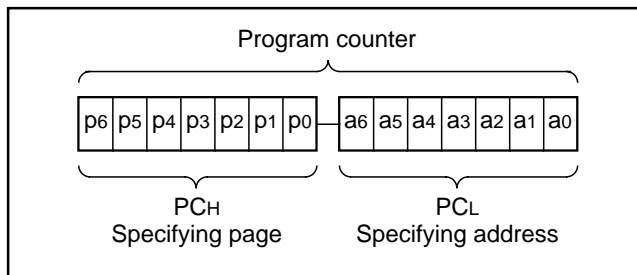 Program counter
p6 p5 p4 p3 p2 p1 p0 a6 a5 a4 a3 a2 a1 a0
PCH PCL
Specifying page Specifying address